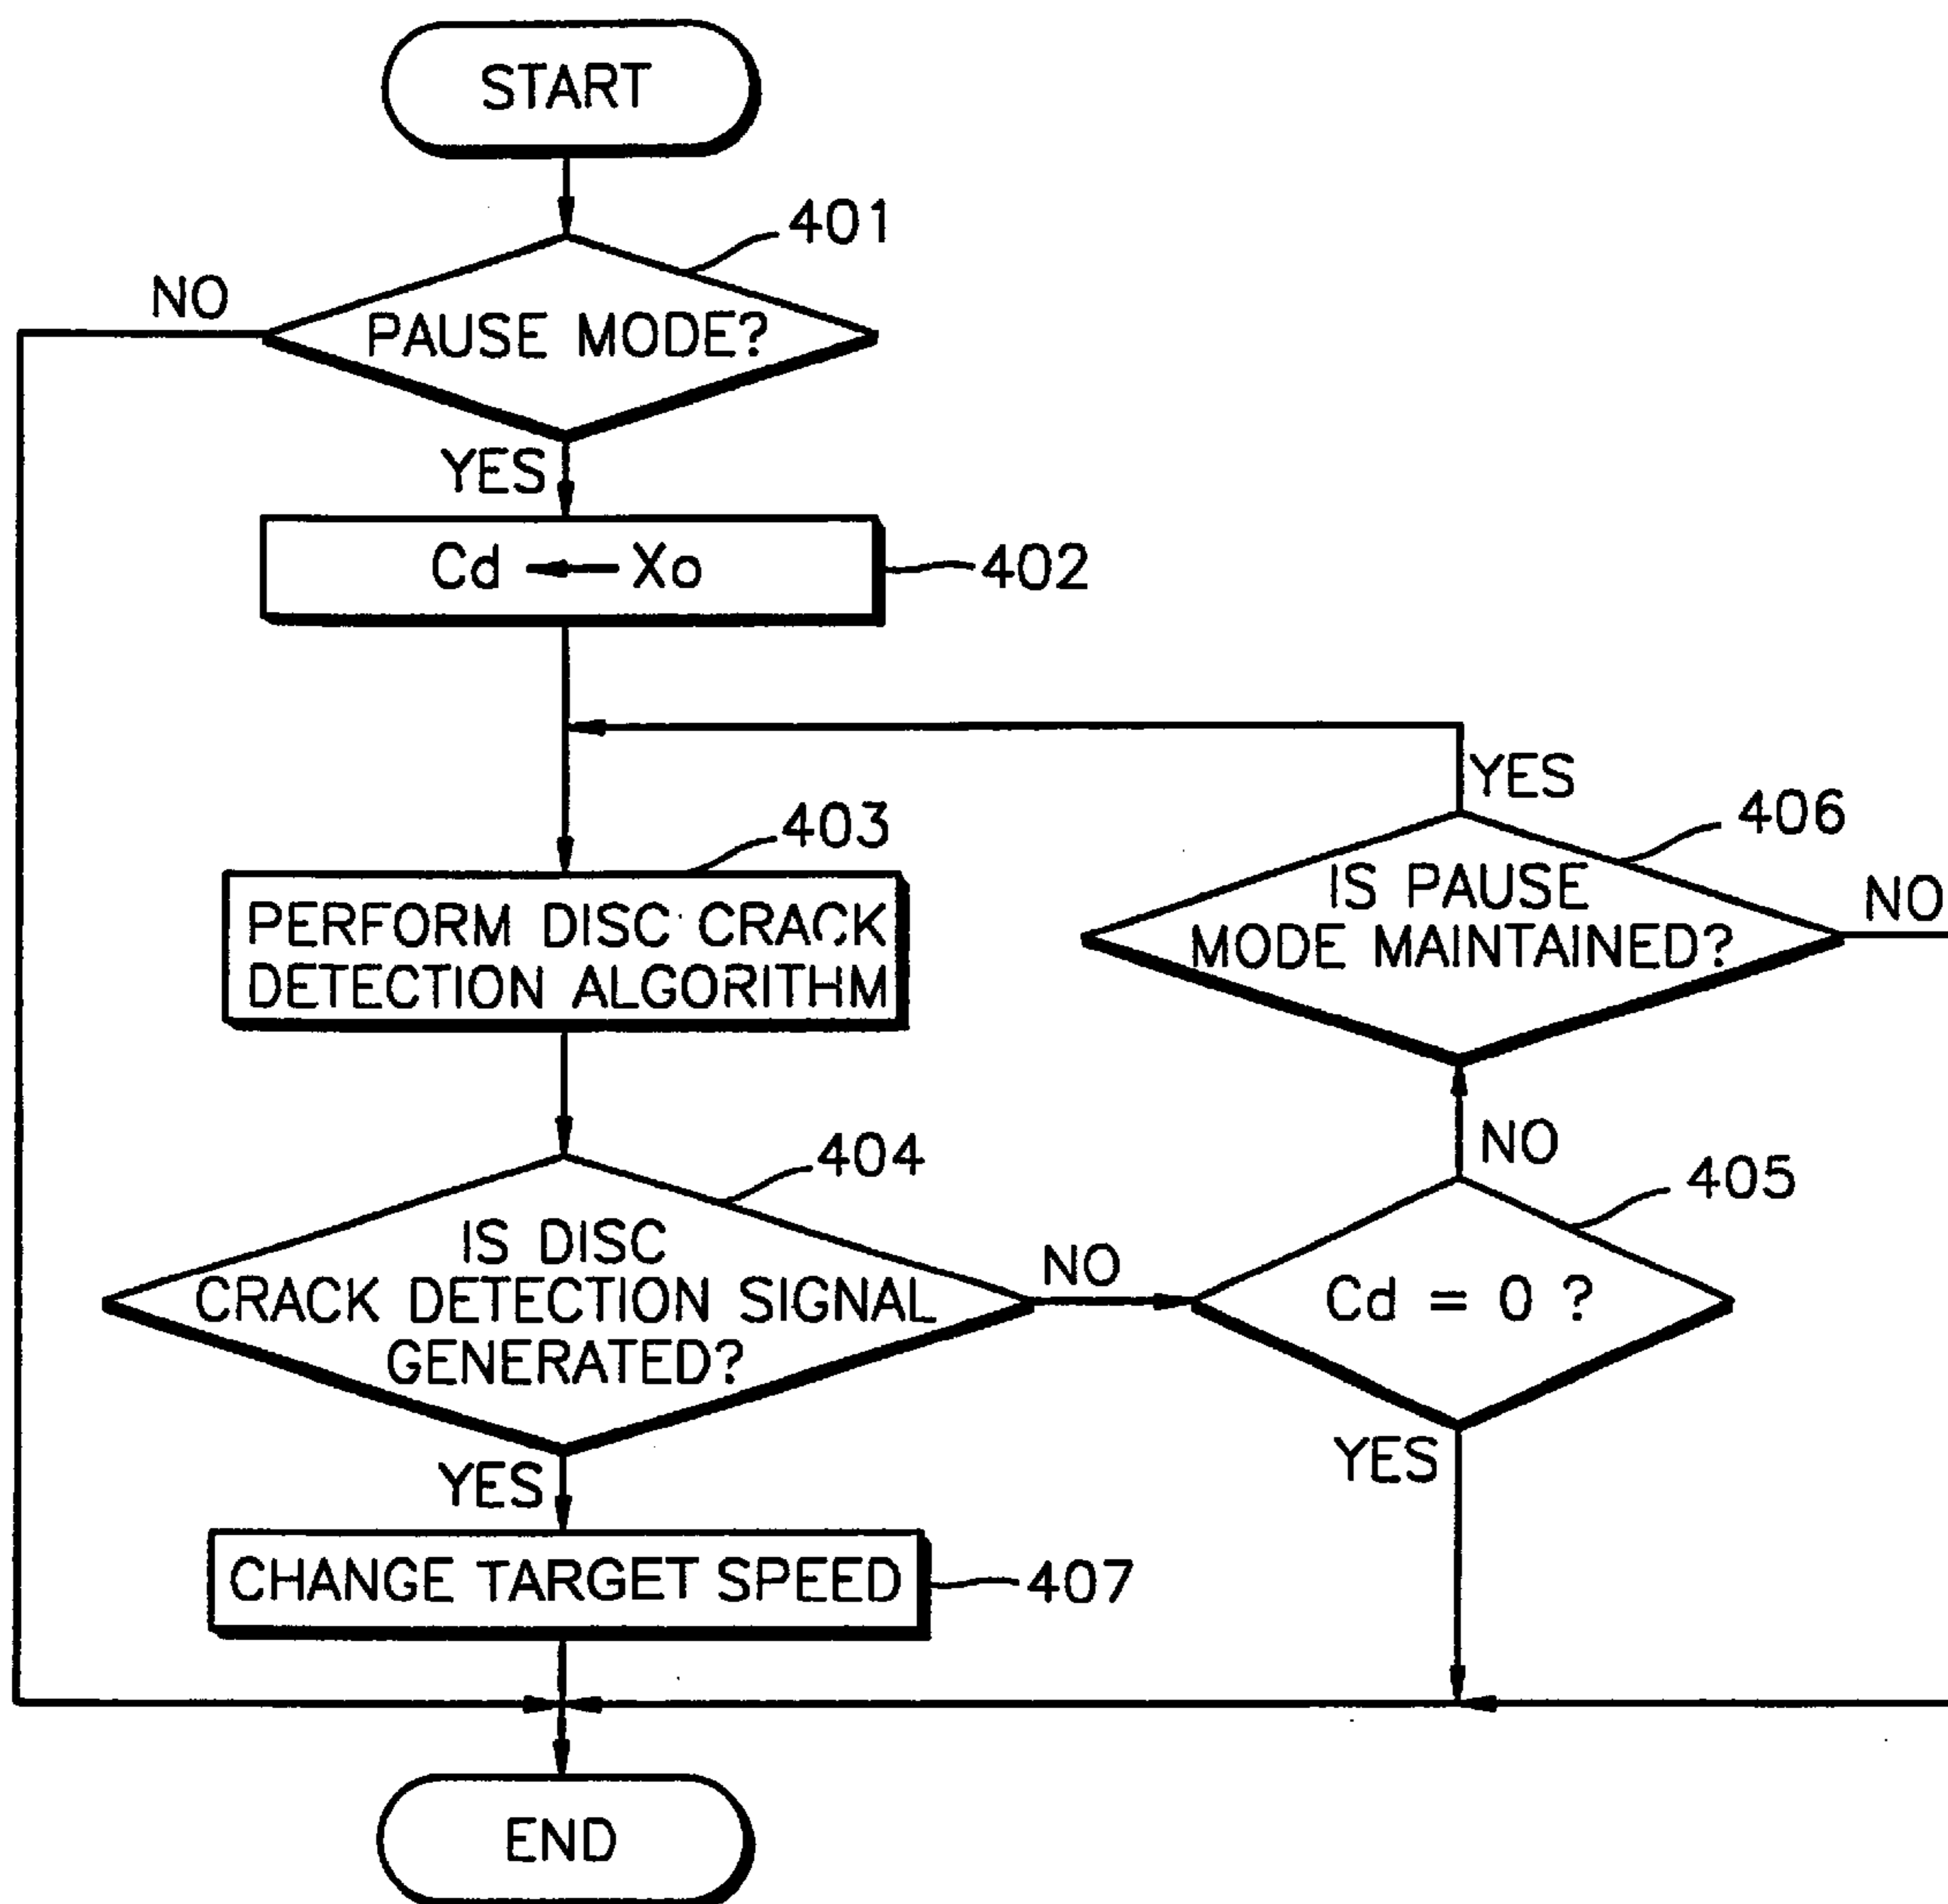 START
401
NO
PAUSE MODE?
YES
Cd ← Xo
402
YES
403
406
PERFORM DISC CRACK
DETECTION ALGORITHM
IS PAUSE
MODE MAINTAINED?
NO
NO
404
405
IS DISC
CRACK DETECTION SIGNAL
GENERATED?
NO
Cd = 0 ?
YES
YES
CHANGE TARGET SPEED
407
END